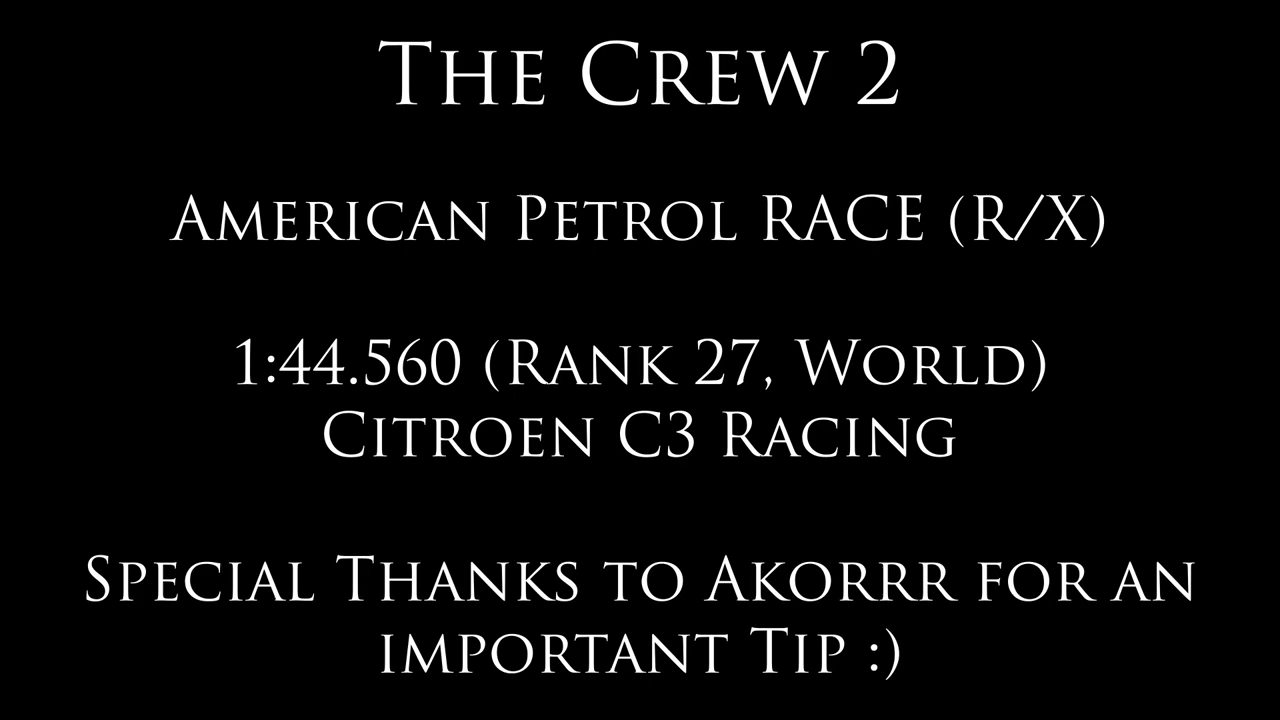 The Crew 2
American Petrol RACE (R/X)
1:44.560 (Rank 27, World)
Citroen C3 Racing
Special Thanks to Akorrr for an
important Tip :)